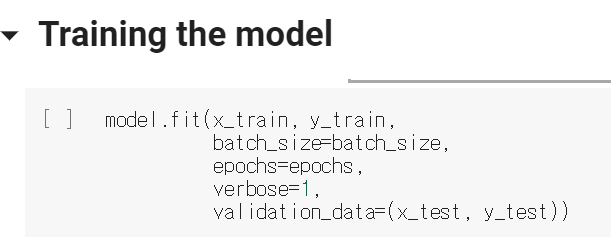 Training the model
[ ] model.fit(x_train, y_train,
batch_size=batch_size,
epochs=epochs,
verbose=1,
validation_data=(x_test, y_test))